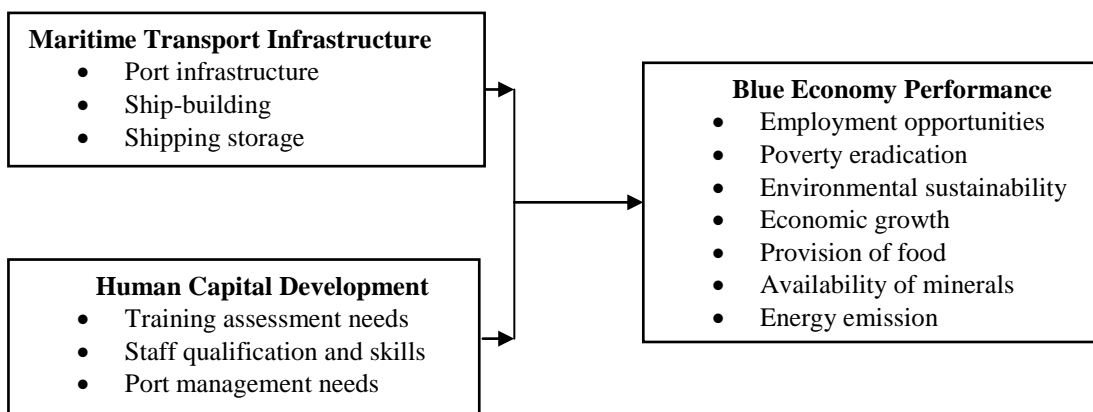 Maritime Transport Infrastructure
• Port infrastructure
• Ship-building
• Shipping storage
Human Capital Development
• Training assessment needs
• Staff qualification and skills
• Port management needs
Blue Economy Performance
• Employment opportunities
• Poverty eradication
• Environmental sustainability
• Economic growth
• Provision of food
• Availability of minerals
• Energy emission